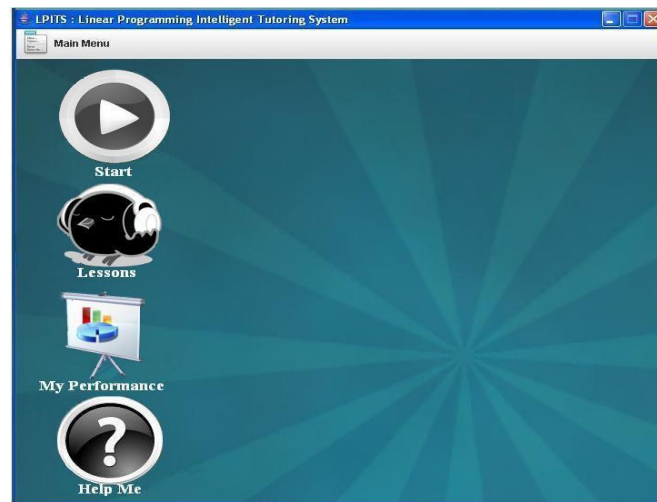 LPITS : Linear Programming Intelligent Tutoring System
Main Menu
Start
Lessons
My Performance
Help Me